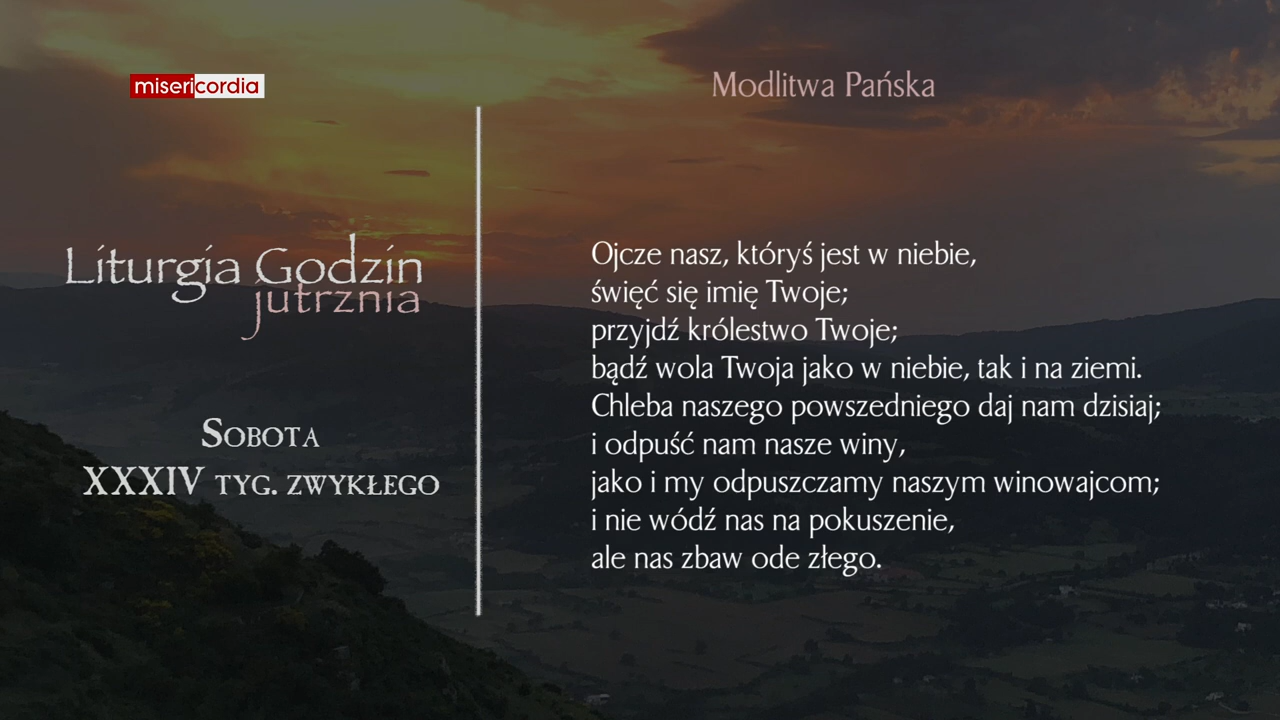 misericordia
Liturgia Godzin
jutrznia
Sobota
XXXIV tyg. zwykłego
Modlitwa Pańska
Ojcze nasz, któryś jest w niebie,
święć się imię Twoje;
przyjdź królestwo Twoje;
bądź wola Twoja jako w niebie, tak i na ziemi.
Chleba naszego powszedniego daj nam dzisiaj;
i odpuść nam nasze winy,
jako i my odpuszczamy naszym winowajcom;
i nie wódź nas na pokuszenie,
ale nas zbaw ode złego.